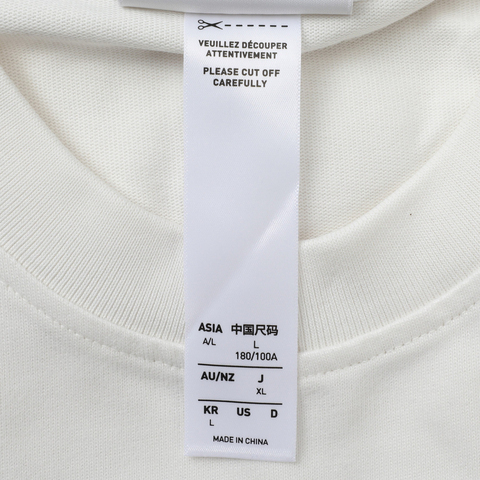 VEUILLEZ DÉCOUPER
ATTENTIVEMENT
PLEASE CUT OFF
CAREFULLY
ASIA 中国尺码
A/L L
180/100A
AU/NZ J
XL
KR US D
L
MADE IN CHINA